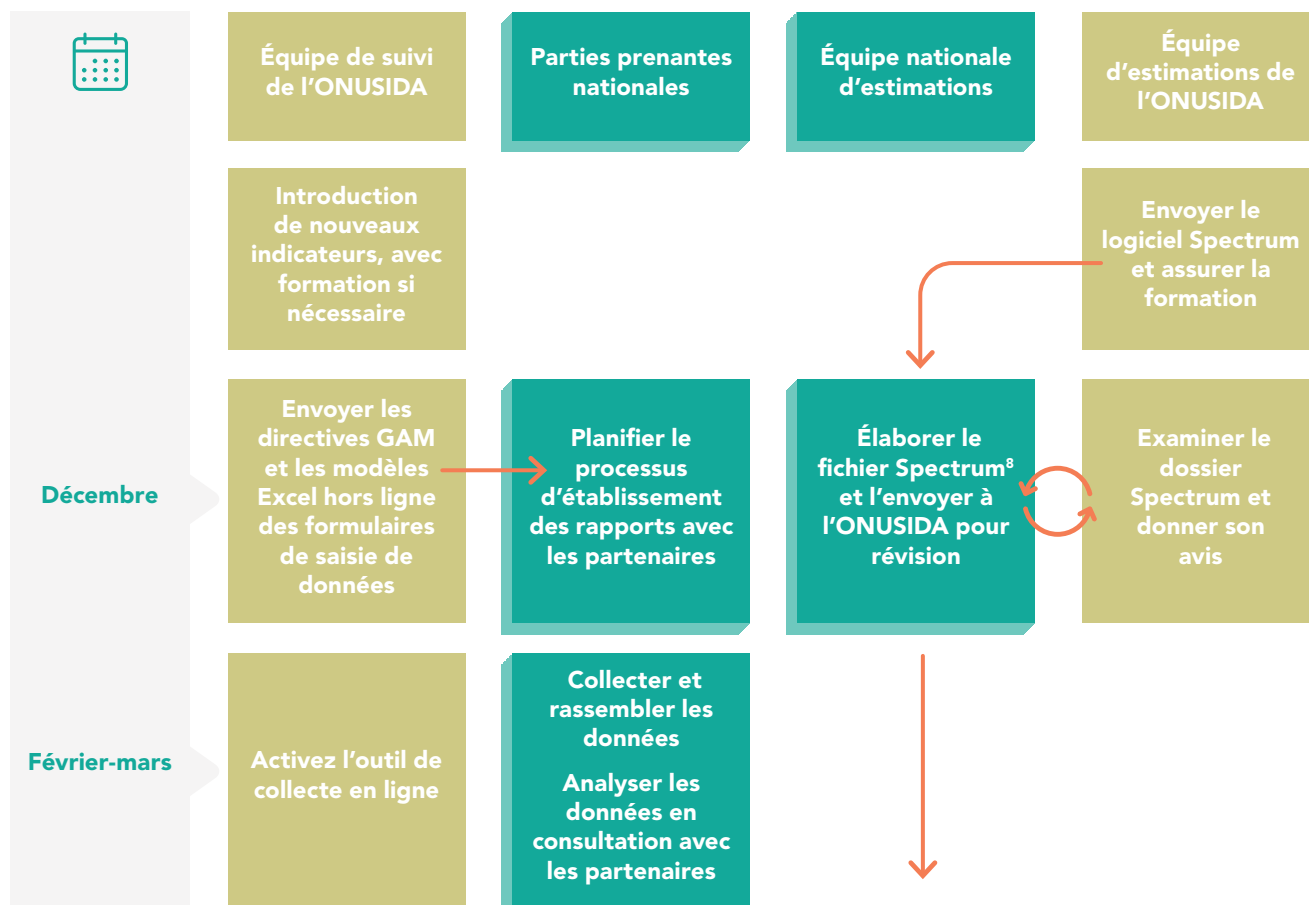 Équipe de suivi
de l'ONUSIDA
Parties prenantes
nationales
Équipe nationale
d'estimations
Équipe
d'estimations de
l'ONUSIDA
Introduction
de nouveaux
indicateurs, avec
formation si
nécessaire
Envoyer le
logiciel Spectrum
et assurer la
formation
Décembre
Envoyer les
directives GAM
et les modèles
Excel hors ligne
des formulaires
de saisie de
données
Planifier le
processus
d'établissement
des rapports avec
les partenaires
Élaborer le
fichier Spectrum⁸
et l'envoyer à
l'ONUSIDA pour
révision
Examiner le
dossier
Spectrum et
donner son
avis
Février-mars
Activez l'outil de
collecte en ligne
Collecter et
rassembler les
données
Analyser les
données en
consultation avec
les partenaires